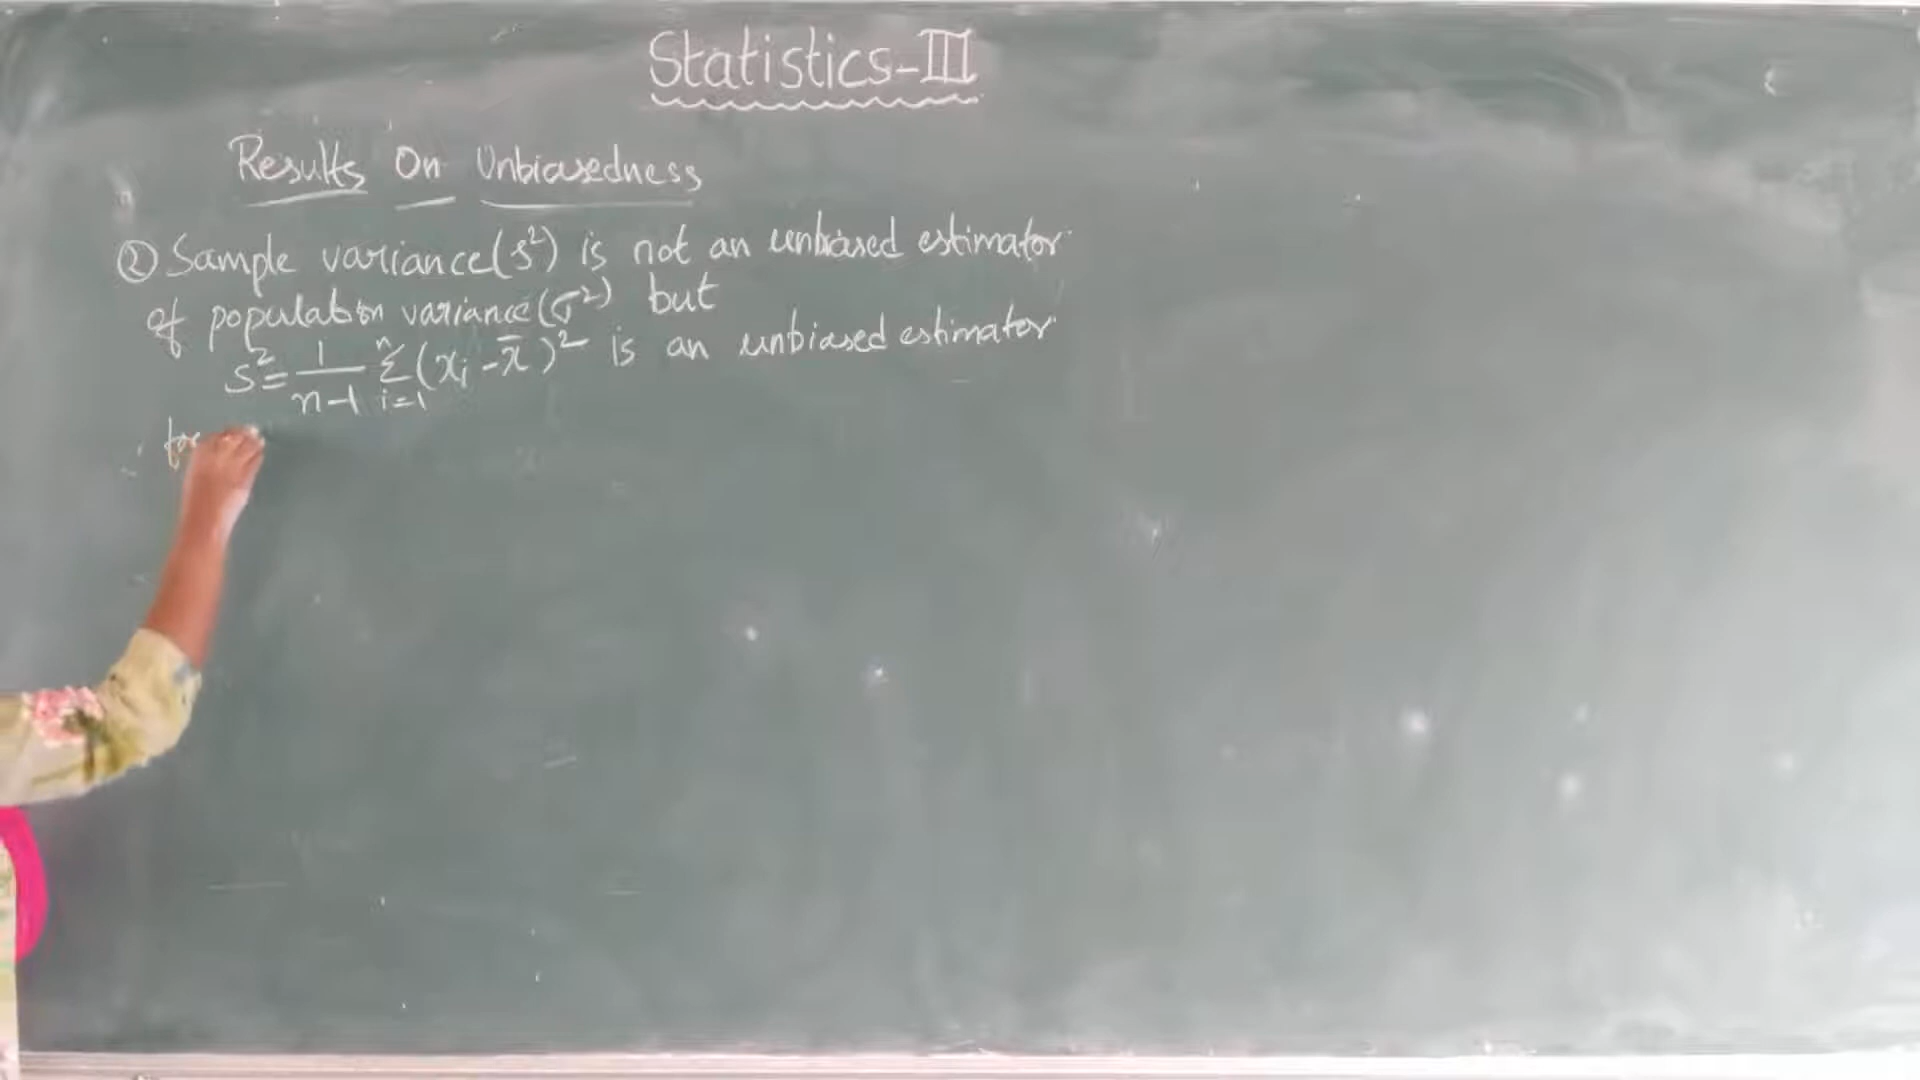 Statistics-III
Results On Unbiasedness
② Sample variance(s²) is not an unbiased estimator
of population variance(σ²) but
S² = 1/(n-1) Σ_{i=1}^{n} (xᵢ - x̄)² is an unbiased estimator
for